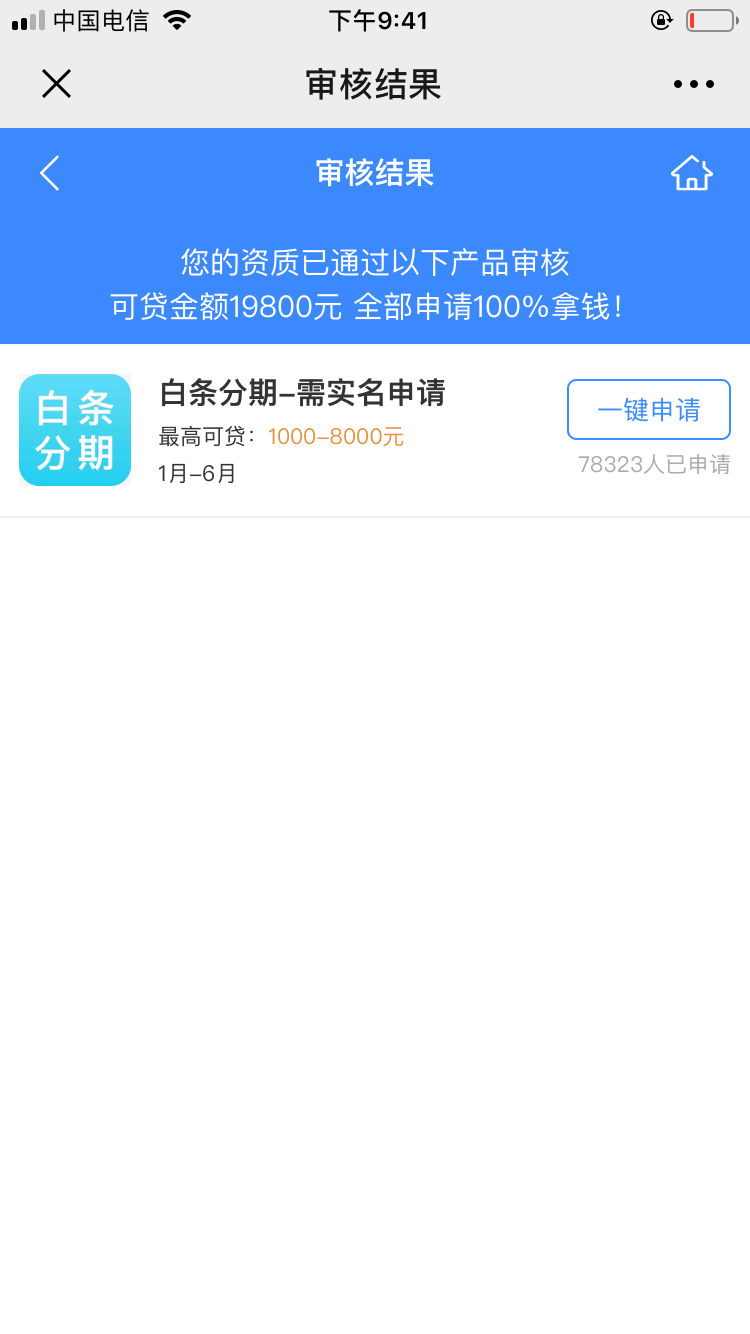 中国电信
下午9:41
审核结果
审核结果
您的资质已通过以下产品审核
可贷金额19800元 全部申请100%拿钱!
白条
分期
白条分期–需实名申请
最高可贷：1000–8000元
1月–6月
一键申请
78323人已申请